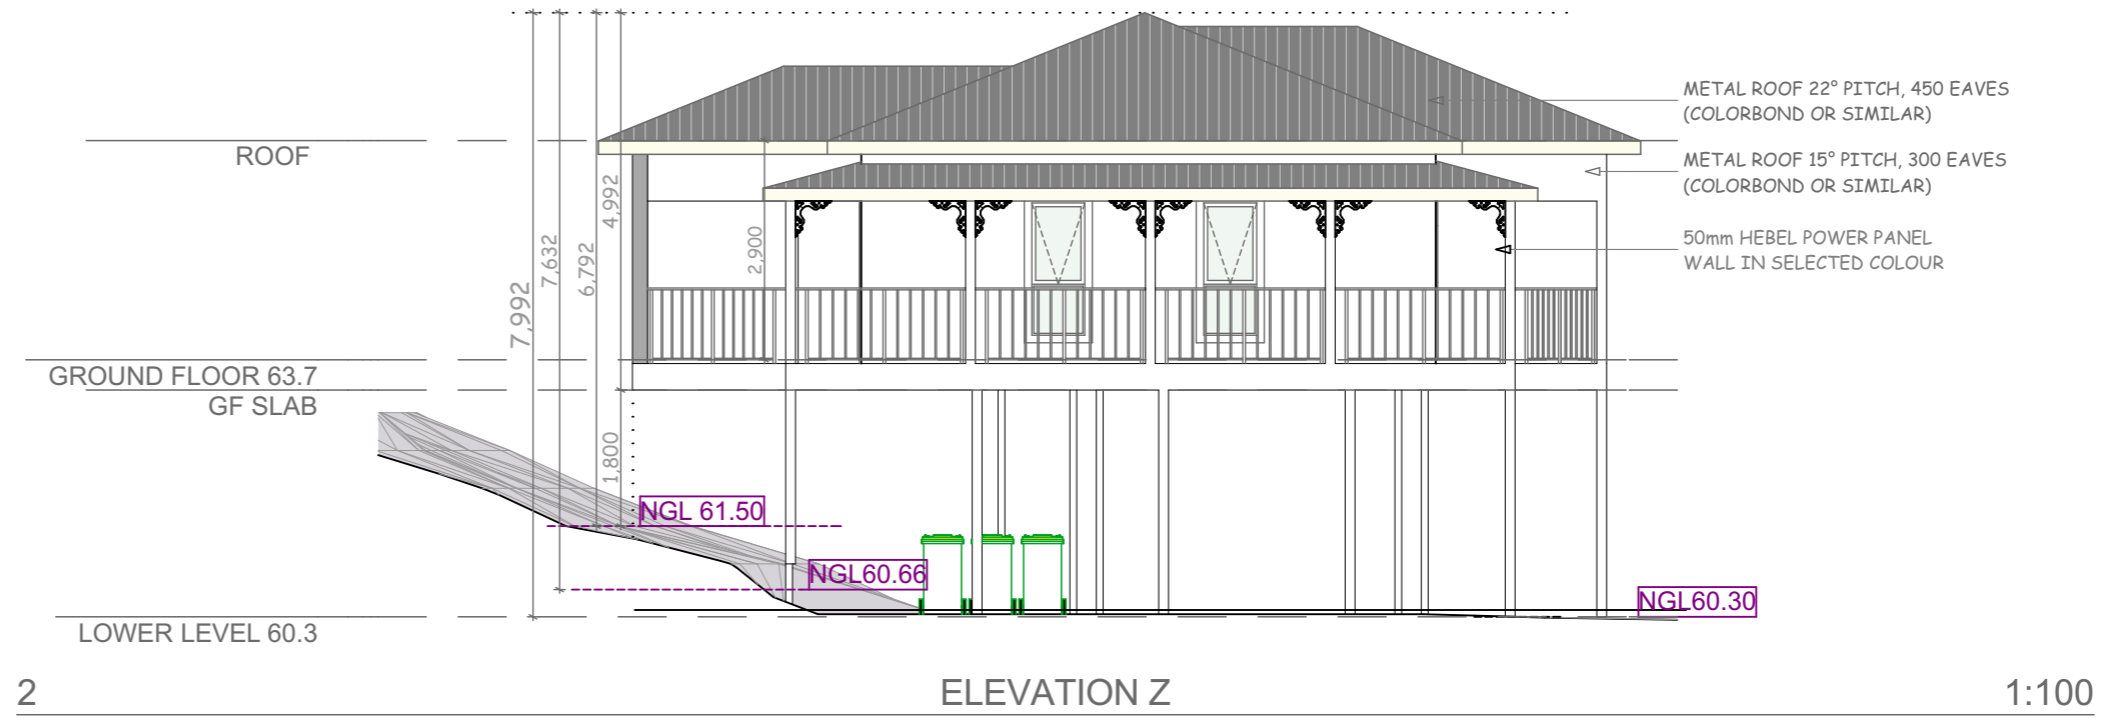 METAL ROOF 22° PITCH, 450 EAVES
(COLORBOND OR SIMILAR)
ROOF
METAL ROOF 15° PITCH, 300 EAVES
(COLORBOND OR SIMILAR)
4,992
7,632
6,792
2,900
7,992
50mm HEBEL POWER PANEL
WALL IN SELECTED COLOUR
GROUND FLOOR 63.7
GF SLAB
1,800
NGL 61.50
NGL60.66
NGL60.30
LOWER LEVEL 60.3
2
ELEVATION Z
1:100